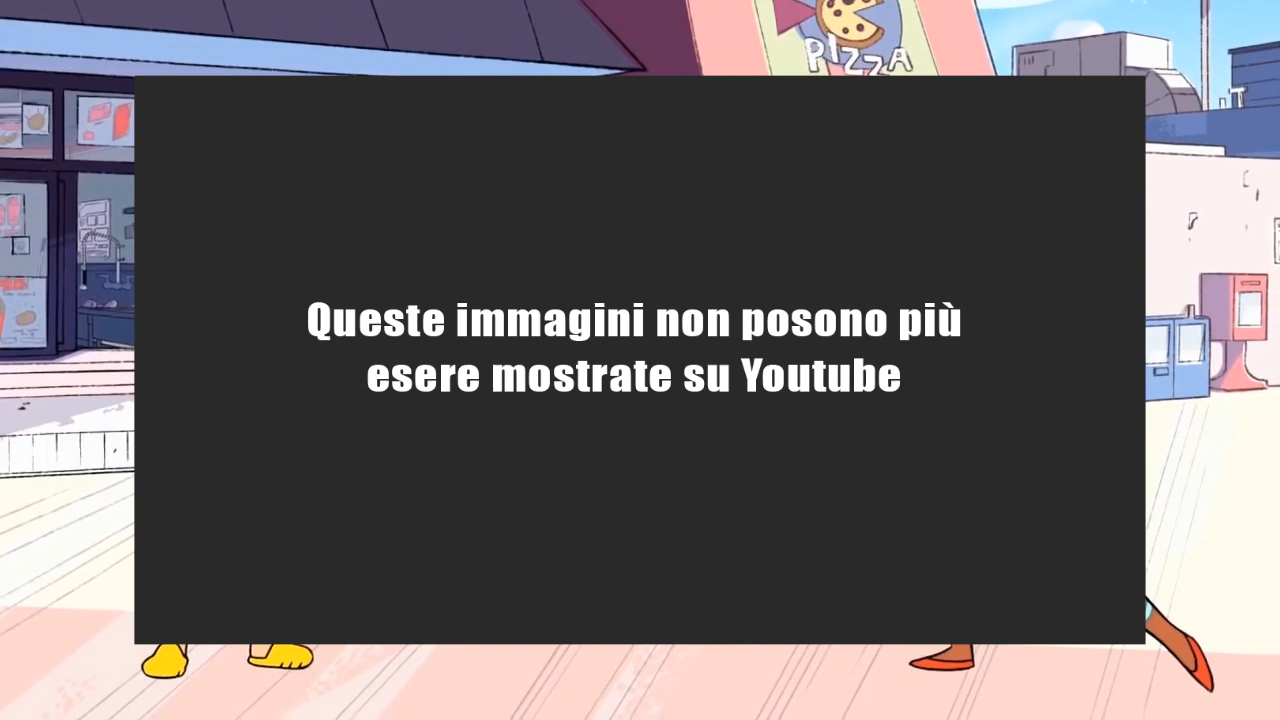 PIZZA
Queste immagini non posono più
esere mostrate su Youtube